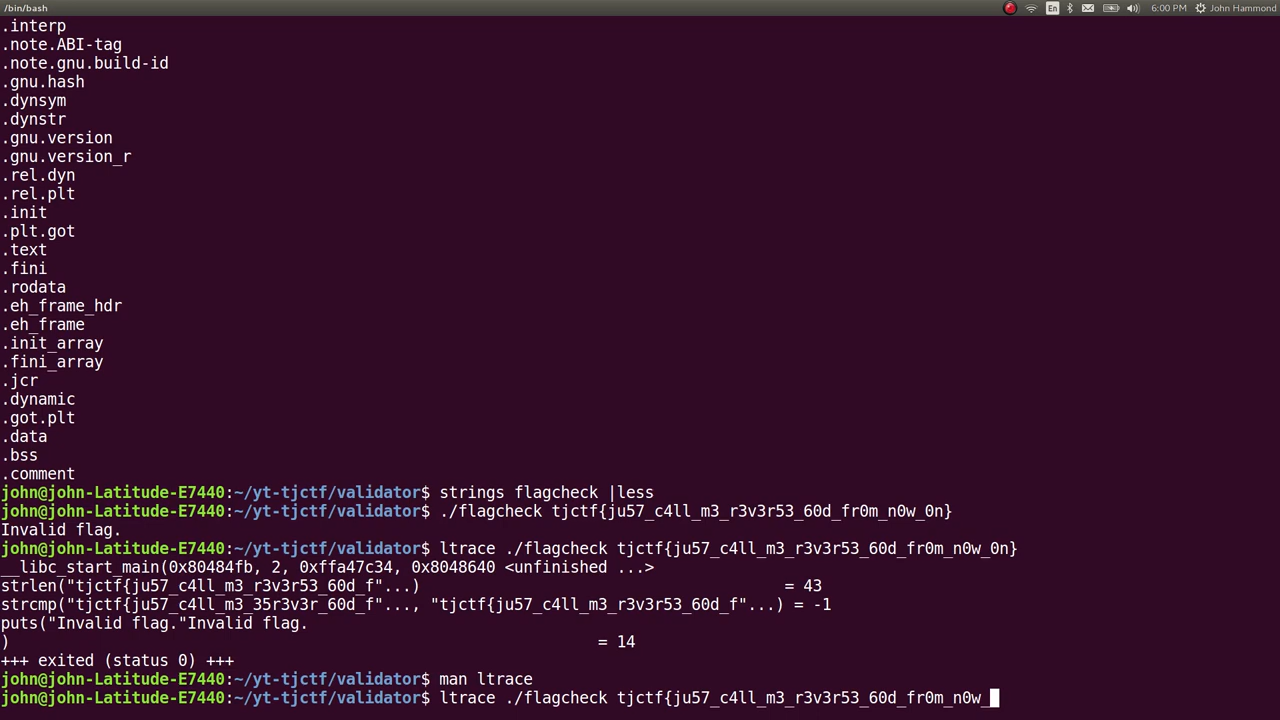 /bin/bash
En
6:00 PM
John Hammond
.interp
.note.ABI-tag
.note.gnu.build-id
.gnu.hash
.dynsym
.dynstr
.gnu.version
.gnu.version_r
.rel.dyn
.rel.plt
.init
.plt.got
.text
.fini
.rodata
.eh_frame_hdr
.eh_frame
.init_array
.fini_array
.jcr
.dynamic
.got.plt
.data
.bss
.comment
john@john-Latitude-E7440:~/yt-tjctf/validator$ strings flagcheck |less
john@john-Latitude-E7440:~/yt-tjctf/validator$ ./flagcheck tjctf{ju57_c4ll_m3_r3v3r53_60d_fr0m_n0w_0n}
Invalid flag.
john@john-Latitude-E7440:~/yt-tjctf/validator$ ltrace ./flagcheck tjctf{ju57_c4ll_m3_r3v3r53_60d_fr0m_n0w_0n}
__libc_start_main(0x80484fb, 2, 0xffa47c34, 0x8048640 <unfinished ...>
strlen("tjctf{ju57_c4ll_m3_r3v3r53_60d_f"...) = 43
strcmp("tjctf{ju57_c4ll_m3_35r3v3r_60d_f"..., "tjctf{ju57_c4ll_m3_r3v3r53_60d_f"...) = -1
puts("Invalid flag."Invalid flag.
) = 14
+++ exited (status 0) +++
john@john-Latitude-E7440:~/yt-tjctf/validator$ man ltrace
john@john-Latitude-E7440:~/yt-tjctf/validator$ ltrace ./flagcheck tjctf{ju57_c4ll_m3_r3v3r53_60d_fr0m_n0w_